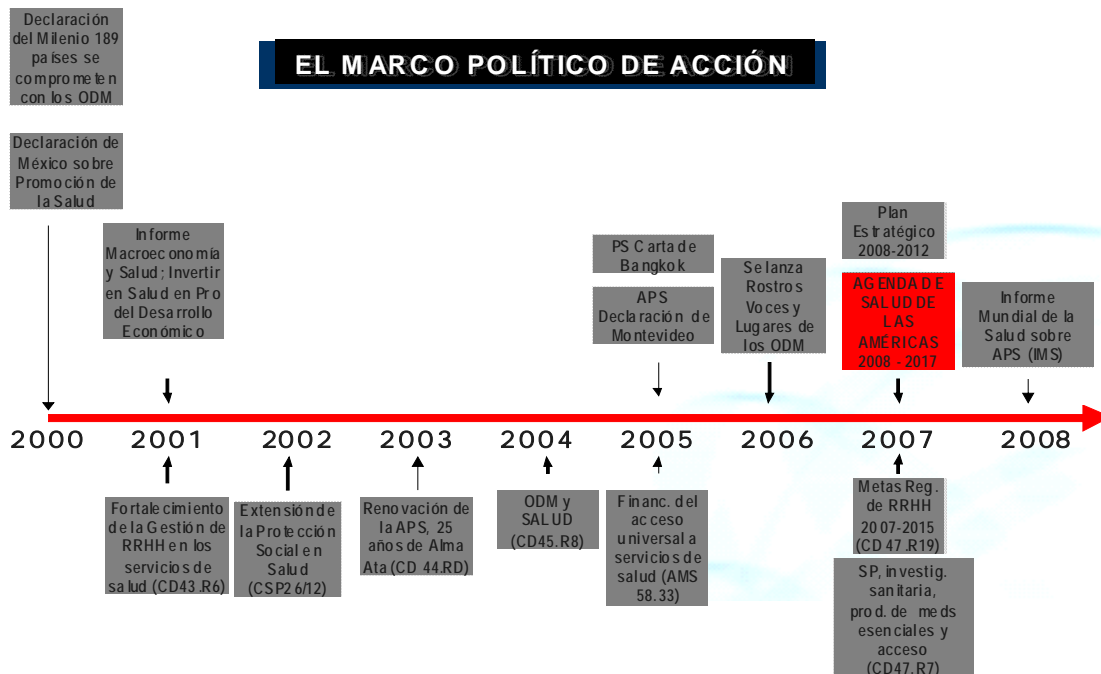 EL MARCO POLÍTICO DE ACCIÓN
Declaración
del Milenio 189
países se
comprometen
con los ODM
Declaración de
México sobre
Promoción de
la Salud
Informe
Macroeconomía
y Salud; Invertir
en Salud en Pro
del Desarrollo
Económico
PS Carta de
Bangkok
APS
Declaración de
Montevideo
Se lanza
Rostros
Voces y
Lugares de
los ODM
Plan
Estratégico
2008-2012
AGENDA DE
SALUD DE
LAS
AMÉRICAS
2008 - 2017
Informe
Mundial de la
Salud sobre
APS (IMS)
2000 2001 2002 2003 2004 2005 2006 2007 2008
Fortalecimiento
de la Gestión de
RRHH en los
servicios de
salud (CD43.R6)
Extensión de
la Protección
Social en
Salud
(CSP26/12)
Renovación de
la APS, 25
años de Alma
Ata (CD 44.RD)
ODM y
SALUD
(CD45.R8)
Financ. del
acceso
universal a
servicios de
salud (AMS
58.33)
Metas Reg.
de RRHH
2007-2015
(CD47.R19)
SP, investig.
sanitaria,
prod. de meds
esenciales y
acceso
(CD47.R7)